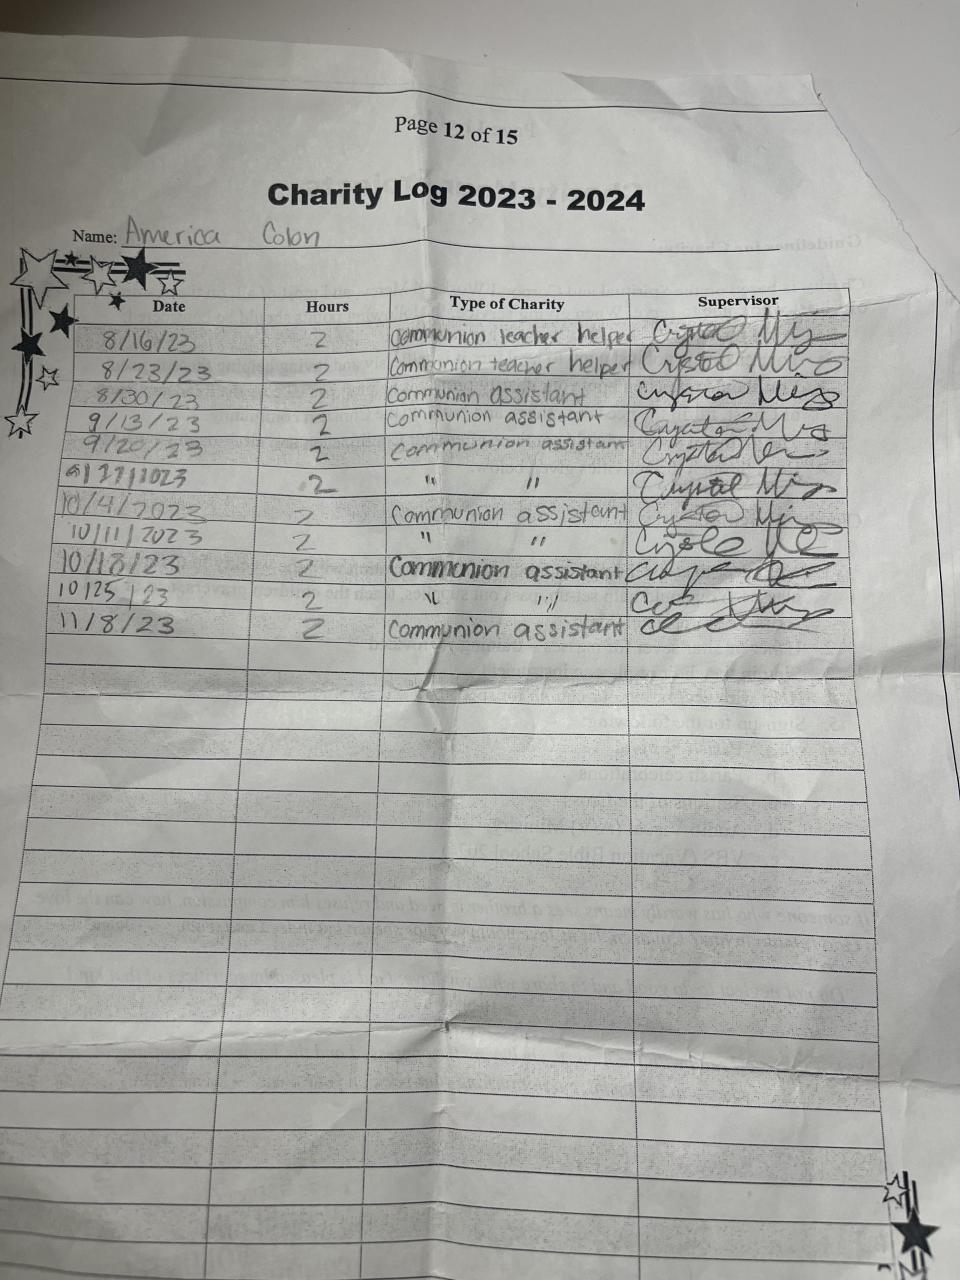 Page 12 of 15
Charity Log 2023 - 2024
Name: America Colon
Date Hours Type of Charity Supervisor
8/16/23 2 Communion teacher helper Crystal
8/23/23 2 Communion teacher helper Crystal
8/30/23 2 Communion assistant
9/13/23 2 Communion assistant
9/20/23 2 Communion assistant
9/27/2023 2 " " Crystal
10/4/2023 2 Communion assistant
10/11/2023 2 " "
10/18/23 2 Communion assistant
10/25/23 2 " "
11/8/23 2 Communion assistant